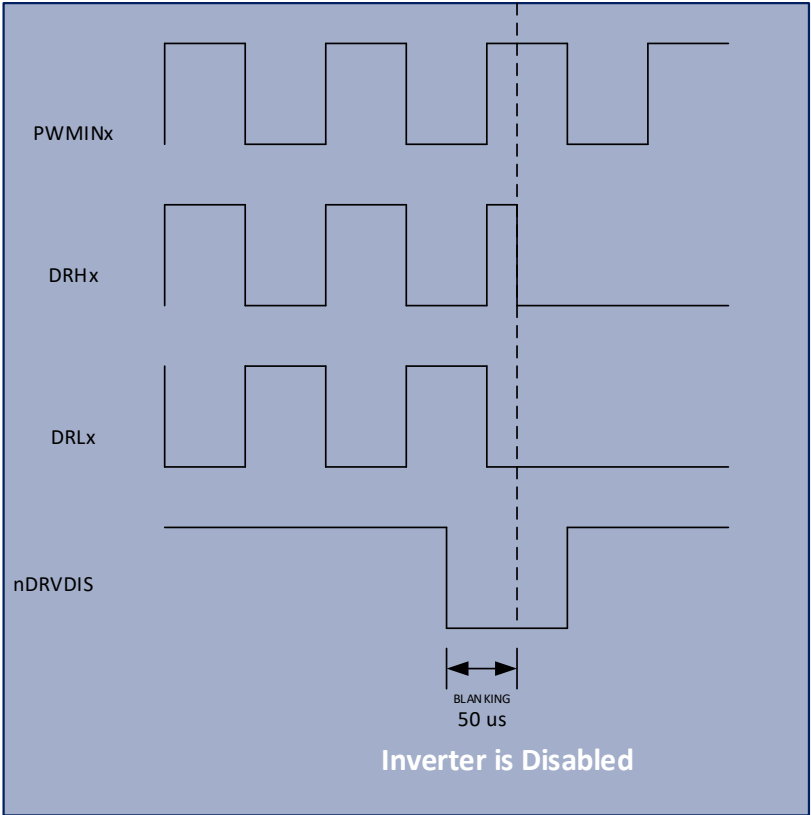 PWMINx
DRHx
DRLx
nDRVDIS
BLANKING
50 us
Inverter is Disabled